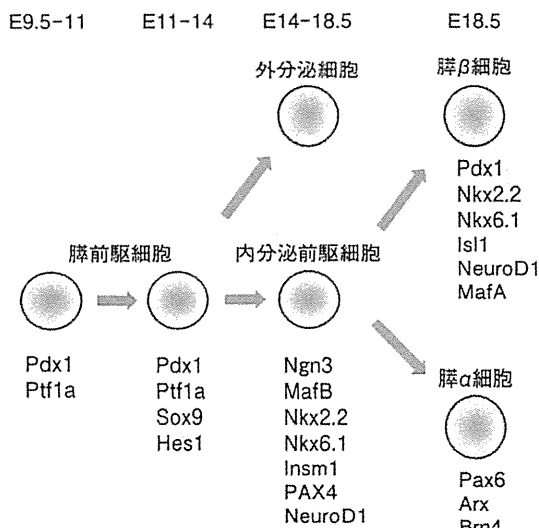 E9.5-11 E11-14 E14-18.5 E18.5
外分泌細胞
膵β細胞
Pdx1
Nkx2.2
Nkx6.1
Isl1
NeuroD1
MafA
膵前駆細胞
内分泌前駆細胞
Pdx1
Ptf1a
Pdx1
Ptf1a
Sox9
Hes1
Ngn3
MafB
Nkx2.2
Nkx6.1
Insm1
PAX4
NeuroD1
膵α細胞
Pax6
Arx
Brn4